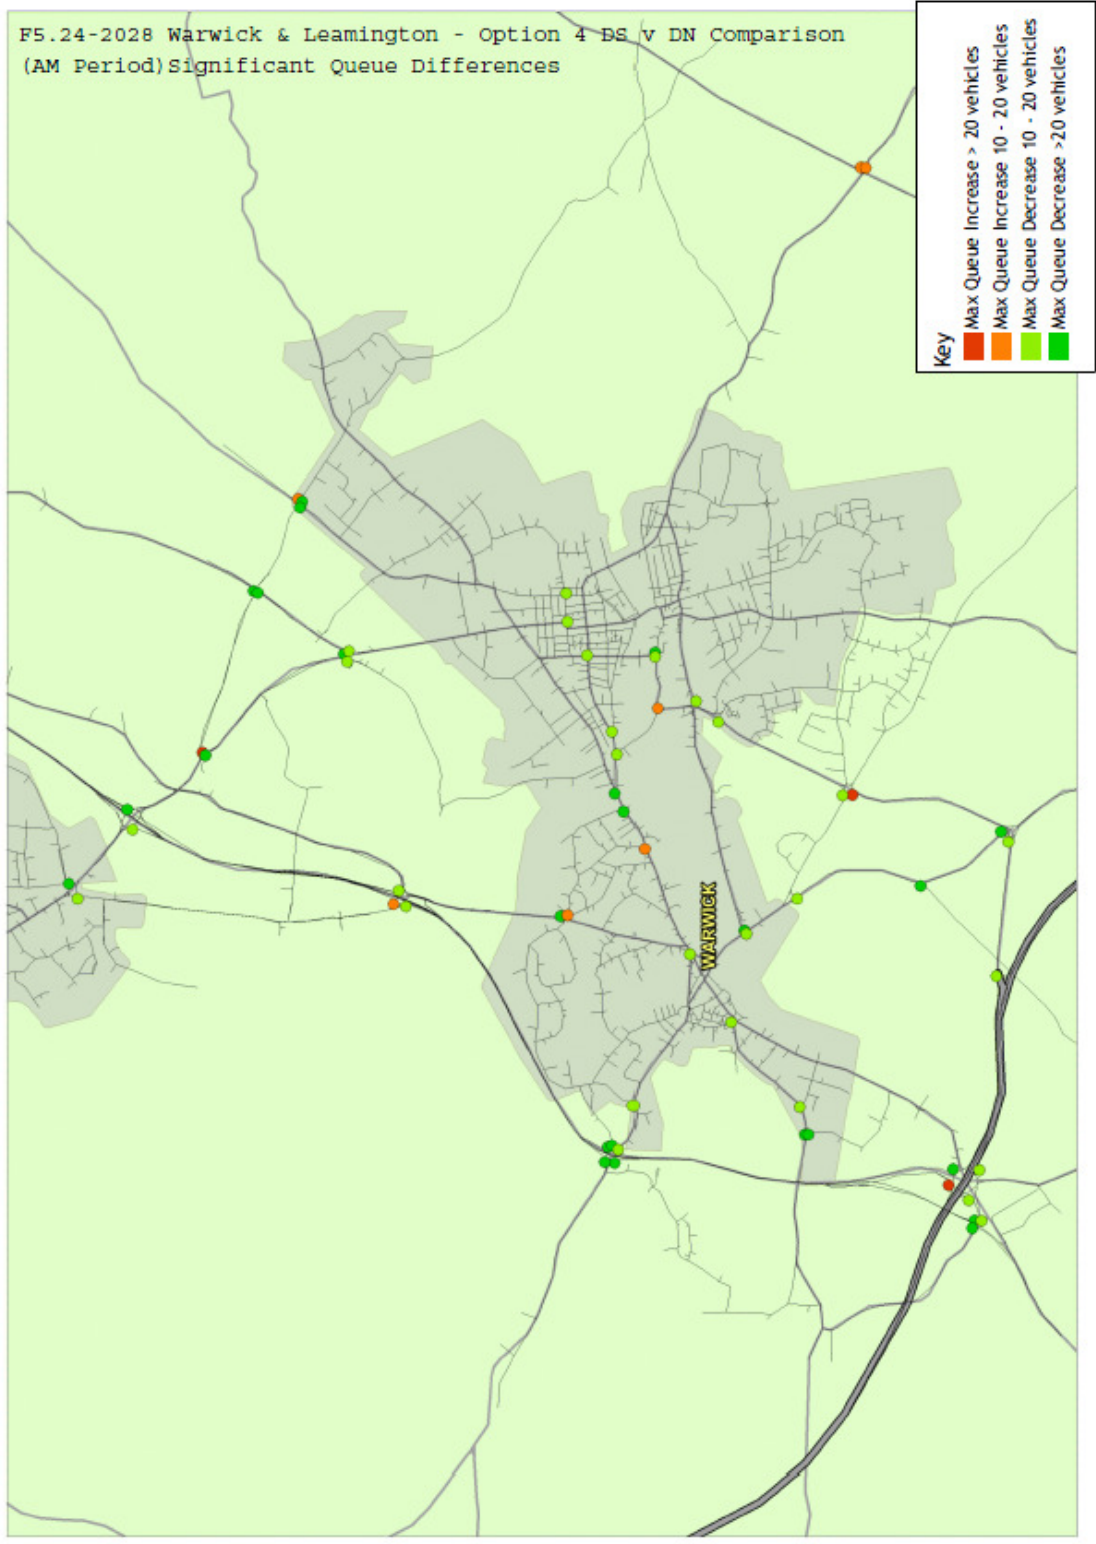 F5.24-2028 Warwick & Leamington - Option 4 DS v DN Comparison
(AM Period)Significant Queue Differences
Key
Max Queue Increase > 20 vehicles
Max Queue Increase 10 - 20 vehicles
Max Queue Decrease 10 - 20 vehicles
Max Queue Decrease >20 vehicles
WARWICK